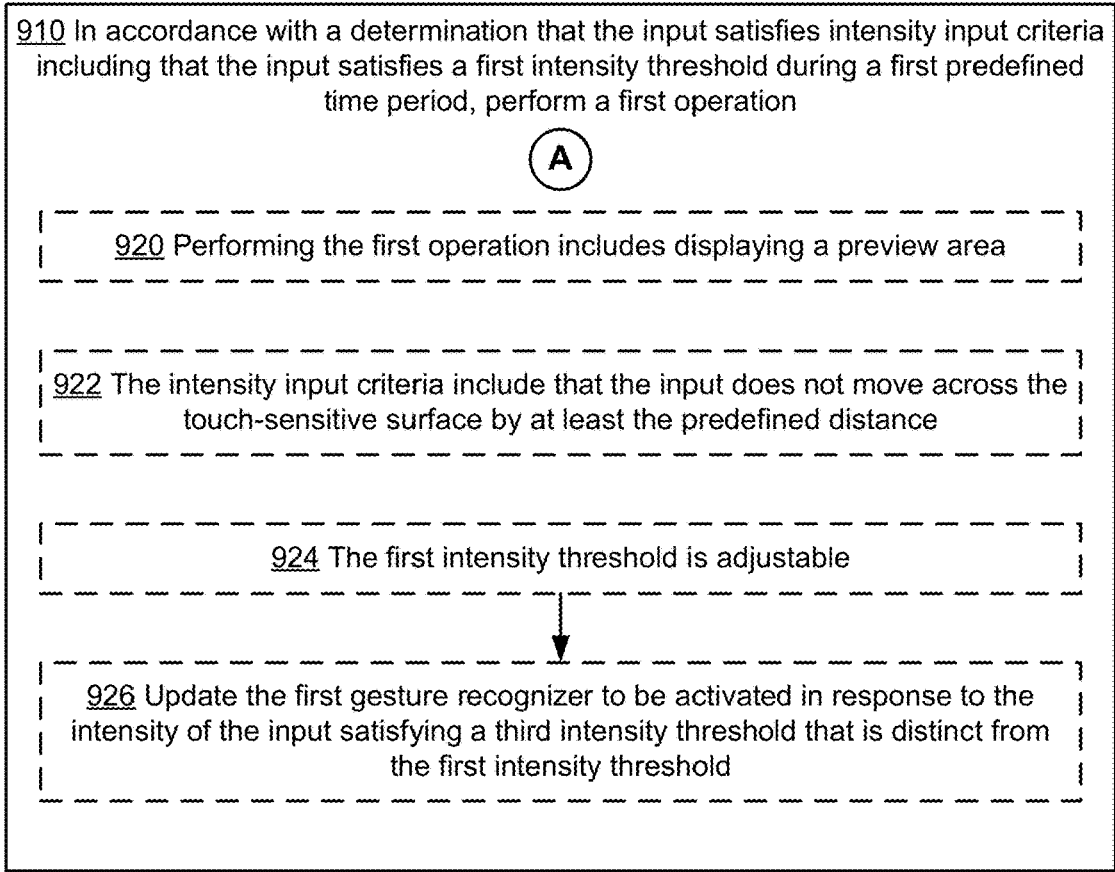 910 In accordance with a determination that the input satisfies intensity input criteria
including that the input satisfies a first intensity threshold during a first predefined
time period, perform a first operation
A
920 Performing the first operation includes displaying a preview area
922 The intensity input criteria include that the input does not move across the
touch-sensitive surface by at least the predefined distance
924 The first intensity threshold is adjustable
926 Update the first gesture recognizer to be activated in response to the
intensity of the input satisfying a third intensity threshold that is distinct from
the first intensity threshold